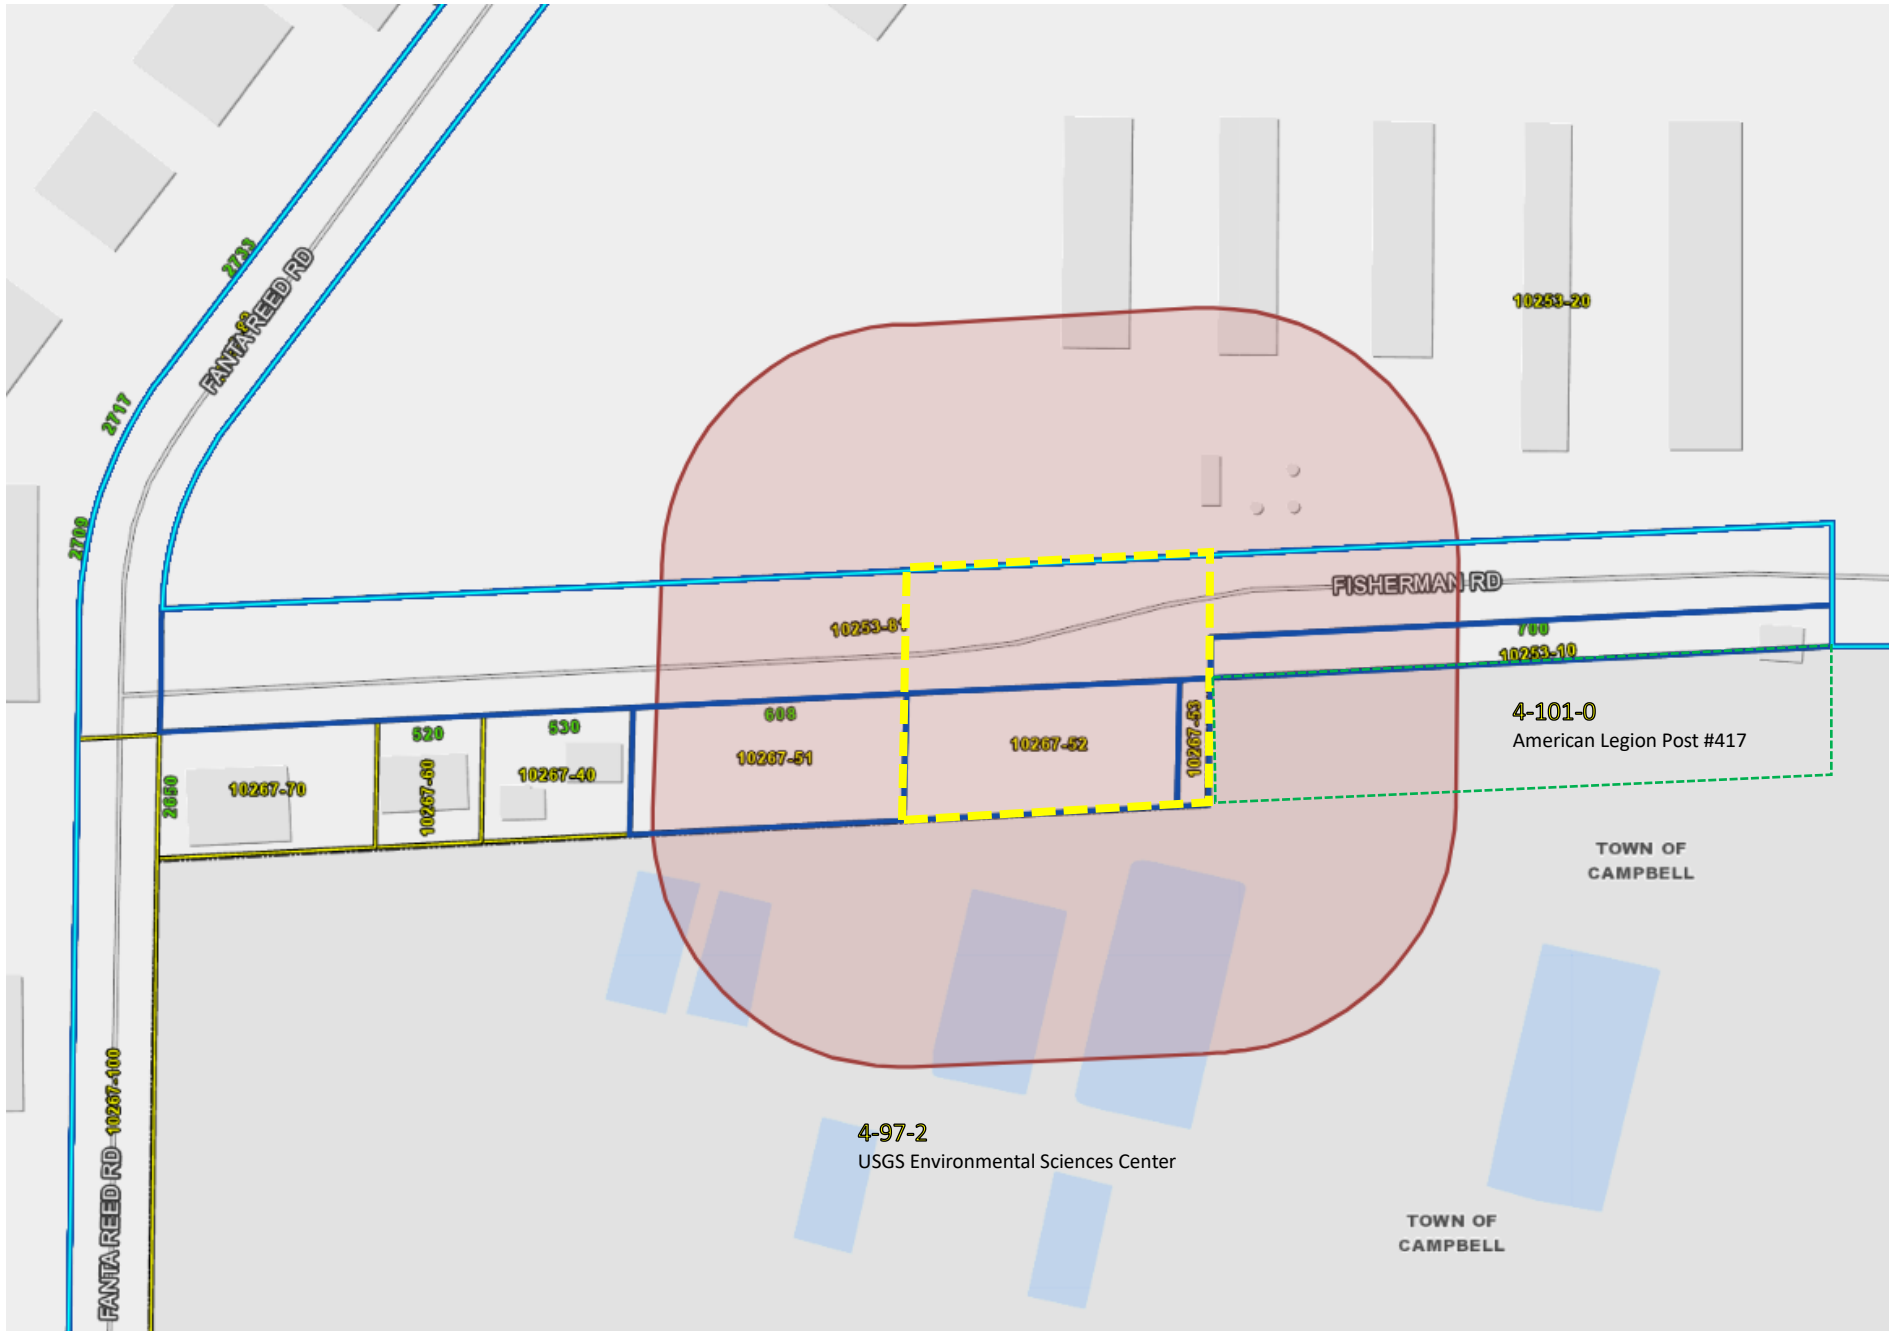 2733
FANTA REED RD
10253-20
2717
2709
FISHERMAN RD
10253-81
700
10253-10
608
530
520
4-101-0
American Legion Post #417
10267-53
10267-52
10267-51
10267-40
10267-60
10267-70
2650
TOWN OF
CAMPBELL
10267-100
4-97-2
USGS Environmental Sciences Center
FANTA REED RD
TOWN OF
CAMPBELL